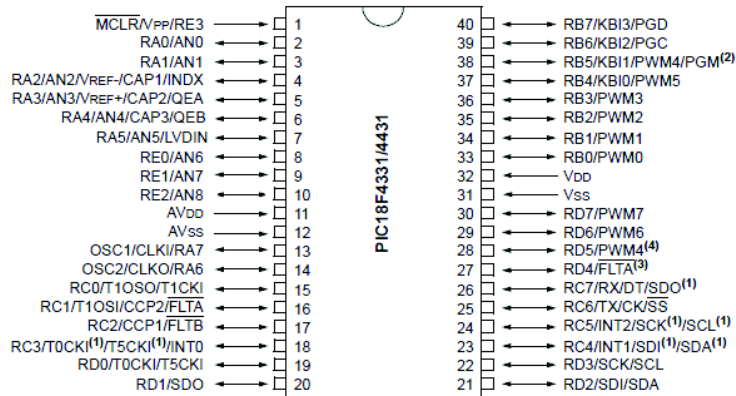 MCLR/VPP/RE3 1
RA0/AN0 2
RA1/AN1 3
RA2/AN2/VREF-/CAP1/INDX 4
RA3/AN3/VREF+/CAP2/QEA 5
RA4/AN4/CAP3/QEB 6
RA5/AN5/LVDIN 7
RE0/AN6 8
RE1/AN7 9
RE2/AN8 10
AVDD 11
AVSS 12
OSC1/CLKI/RA7 13
OSC2/CLKO/RA6 14
RC0/T1OSO/T1CKI 15
RC1/T1OSI/CCP2/FLTA 16
RC2/CCP1/FLTB 17
RC3/T0CKI(1)/T5CKI(1)/INT0 18
RD0/T0CKI/T5CKI 19
RD1/SDO 20
PIC18F4331/4431
40 RB7/KBI3/PGD
39 RB6/KBI2/PGC
38 RB5/KBI1/PWM4/PGM(2)
37 RB4/KBI0/PWM5
36 RB3/PWM3
35 RB2/PWM2
34 RB1/PWM1
33 RB0/PWM0
32 VDD
31 VSS
30 RD7/PWM7
29 RD6/PWM6
28 RD5/PWM4(4)
27 RD4/FLTA(3)
26 RC7/RX/DT/SDO(1)
25 RC6/TX/CK/SS
24 RC5/INT2/SCK(1)/SCL(1)
23 RC4/INT1/SDI(1)/SDA(1)
22 RD3/SCK/SCL
21 RD2/SDI/SDA